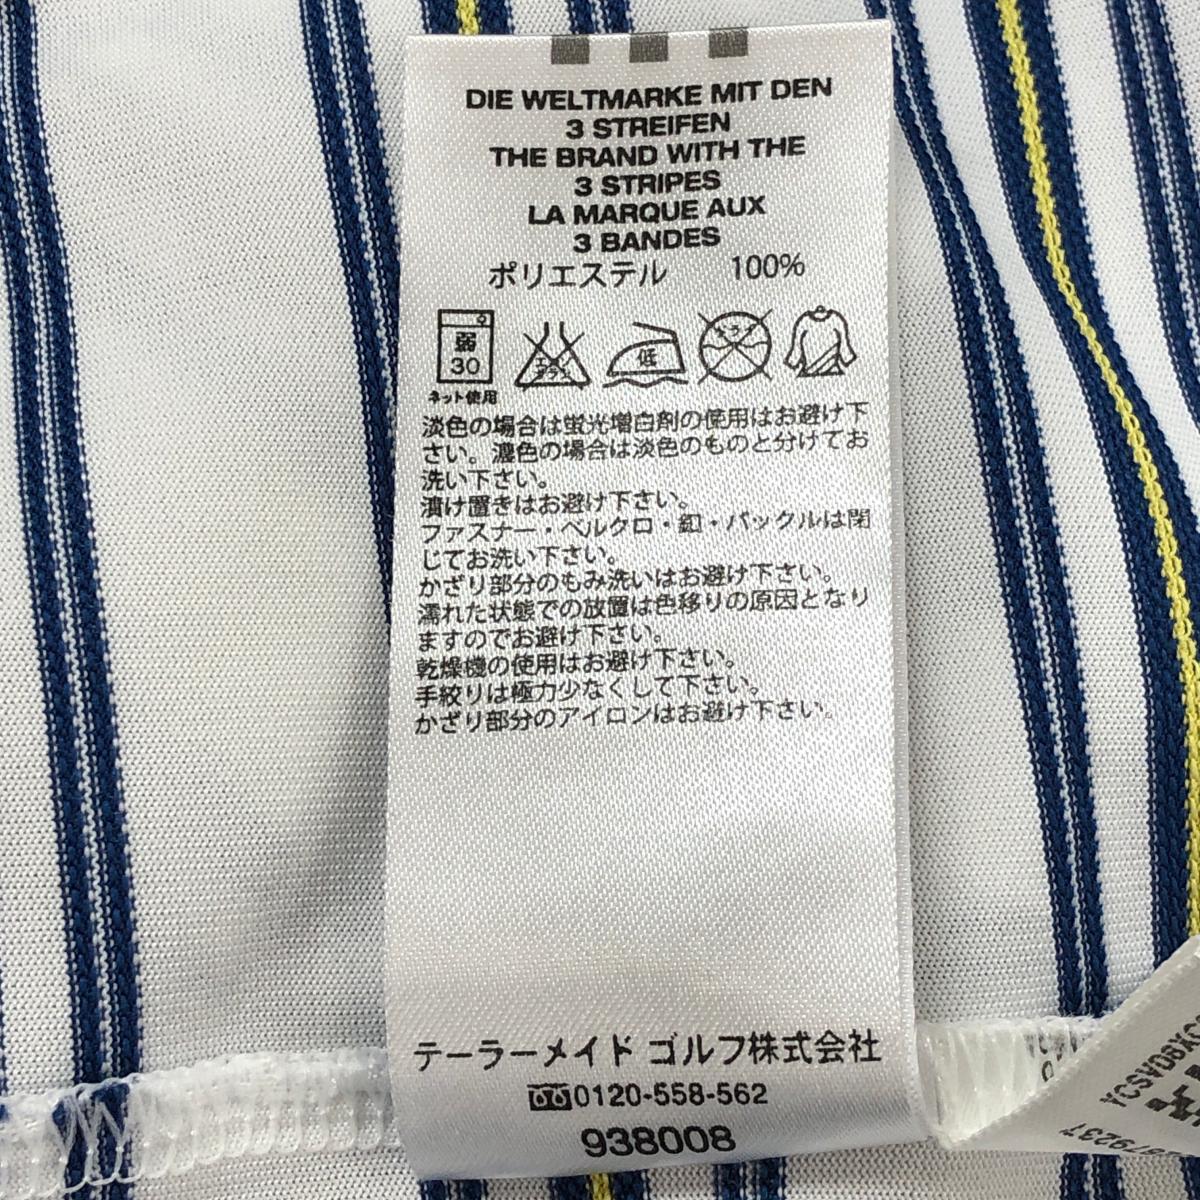 DIE WELTMARKE MIT DEN
3 STREIFEN
THE BRAND WITH THE
3 STRIPES
LA MARQUE AUX
3 BANDES
ポリエステル 100%
弱
30
ネット使用
エンソ
サラシ
低
ドライ
淡色の場合は蛍光増白剤の使用はお避け下
さい。濃色の場合は淡色のものと分けてお
洗い下さい。
漬け置きはお避け下さい。
ファスナー・ベルクロ・釦・バックルは閉
じてお洗い下さい。
かざり部分のもみ洗いはお避け下さい。
濡れた状態での放置は色移りの原因となり
ますのでお避け下さい。
乾燥機の使用はお避け下さい。
手絞りは極力少なくして下さい。
かざり部分のアイロンはお避け下さい。
テーラーメイド ゴルフ株式会社
0120-558-562
938008